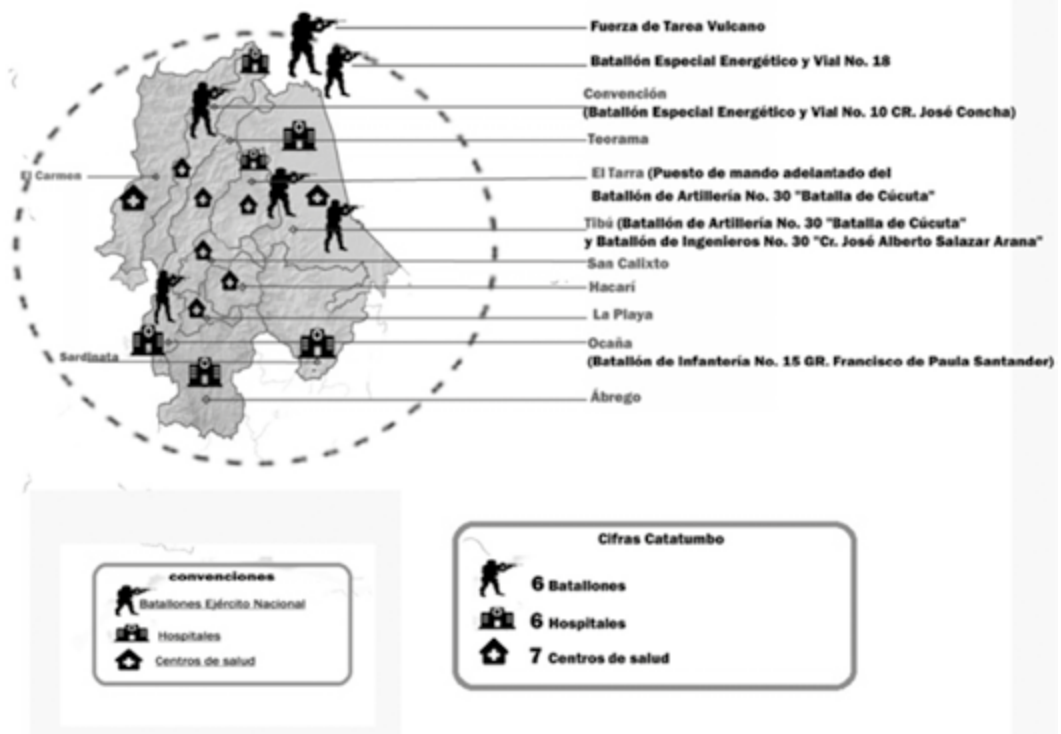 Fuerza de Tarea Vulcano
Batallón Especial Energético y Vial No. 18
Convención
(Batallón Especial Energético y Vial No. 10 CR. José Concha)
Teorama
El Carmen
El Tarra (Puesto de mando adelantado del
Batallón de Artillería No. 30 "Batalla de Cúcuta"
Tibú (Batallón de Artillería No. 30 "Batalla de Cúcuta"
y Batallón de Ingenieros No. 30 "Cr. José Alberto Salazar Arana"
San Calixto
Hacarí
La Playa
Ocaña
Sardinata
(Batallón de Infantería No. 15 GR. Francisco de Paula Santander)
Ábrego
convenciones
Batallones Ejército Nacional
Hospitales
Centros de salud
Cifras Catatumbo
6 Batallones
6 Hospitales
7 Centros de salud